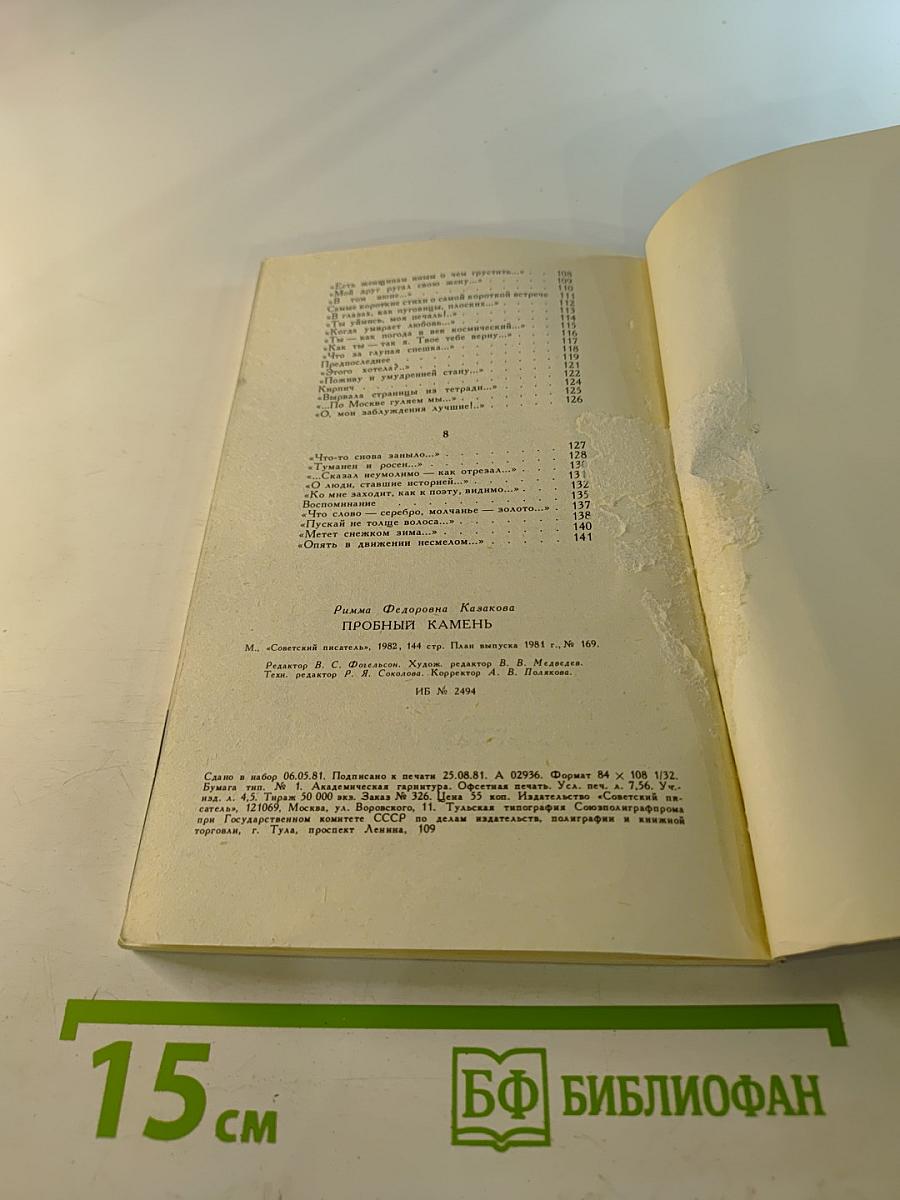 «Есть женщинам иным о чем грустить...» . . 108
«Мой друг ругал свою жену...» . . . . . 109
«В том июне...» . . . . . . . . 110
Самые короткие стихи о самой короткой встрече 111
«В глазах, как пуговицы, плоских...» . . . 112
«Ты уймись, моя печаль!..» . . . . . . 113
«Когда умирает любовь...» . . . . . . 114
«Ты — как погода в век космический...» . . 115
«Как ты — так я. Твое тебе верну...» . . . 116
«Что за глупая спешка...» . . . . . . 117
Предпоследнее . . . . . . . . 118
«Этого хотела?..» . . . . . . . . 119
«Поживу и умудренней стану...» . . . . . 121
Кирпич . . . . . . . . . . 122
«Вырвала страницы из тетради...» . . . . 124
«...По Москве гуляем мы...» . . . . . . 125
«О, мои заблуждения лучшие!..» . . . . . 126
8
«Что-то снова заныло...» . . . . . . . 127
«Туманен и росен...» . . . . . . . . 128
«...Сказал неумолимо — как отрезал...» . . . 130
«О люди, ставшие историей...» . . . . . 131
«Ко мне заходит, как к поэту, видимо...» . . . 132
Воспоминание . . . . . . . . . 135
«Что слово — серебро, молчанье — золото...» . 137
«Пускай не толще волоса...» . . . . . . 138
«Метет снежком зима...» . . . . . . . 140
«Опять в движении несмелом...» . . . . . 141
Римма Федоровна Казакова
ПРОБНЫЙ КАМЕНЬ
М., «Советский писатель», 1982, 144 стр. План выпуска 1981 г., № 169.
Редактор В. С. Фогельсон. Худож. редактор В. В. Медведев.
Техн. редактор Р. Я. Соколова. Корректор А. В. Полякова.
ИБ № 2494
Сдано в набор 06.05.81. Подписано к печати 25.08.81. А 02936. Формат 84 × 108 1/32.
Бумага тип. № 1. Академическая гарнитура. Офсетная печать. Усл. печ. л. 7,56. Уч.-
изд. л. 4,5. Тираж 50 000 экз. Заказ № 326. Цена 55 коп. Издательство «Советский пи-
сатель», 121069, Москва, ул. Воровского, 11. Тульская типография Союзполиграфпрома
при Государственном комитете СССР по делам издательств, полиграфии и книжной
торговли, г. Тула, проспект Ленина, 109
15 см
БФ БИБЛИОФАН